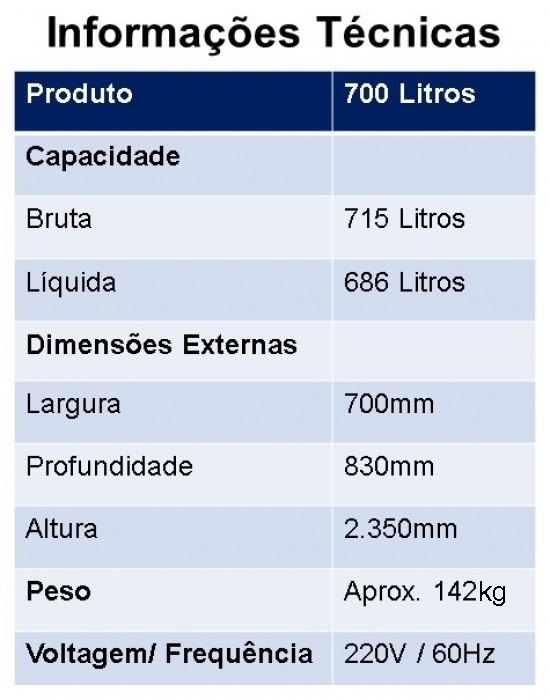 Informações Técnicas
Produto 700 Litros
Capacidade
Bruta 715 Litros
Líquida 686 Litros
Dimensões Externas
Largura 700mm
Profundidade 830mm
Altura 2.350mm
Peso Aprox. 142kg
Voltagem/ Frequência 220V / 60Hz